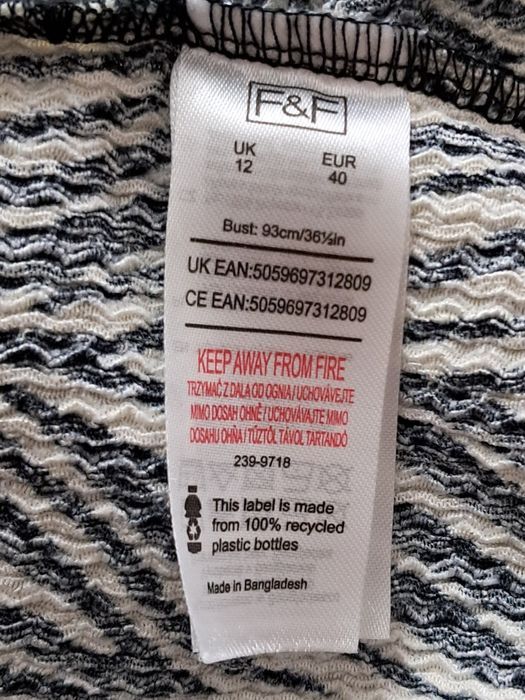 F&F
UK EUR
12 40
Bust: 93cm/36½in
UK EAN:5059697312809
CE EAN:5059697312809
KEEP AWAY FROM FIRE
TRZYMAĆ Z DALA OD OGNIA / UCHOVÁVEJTE
MIMO DOSAH OHNĚ / UCHOVÁVAJTE MIMO
DOSAHU OHŇA / TŰZTŐL TÁVOL TARTANDÓ
239-9718
This label is made
from 100% recycled
plastic bottles
Made in Bangladesh